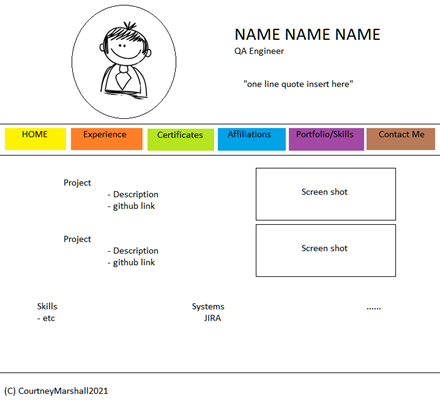 NAME NAME NAME
QA Engineer
"one line quote insert here"
HOME Experience Certificates Affiliations Portfolio/Skills Contact Me
Project
- Description
- github link
Screen shot
Project
- Description
- github link
Screen shot
Skills
- etc
Systems
JIRA
......
(C) CourtneyMarshall2021